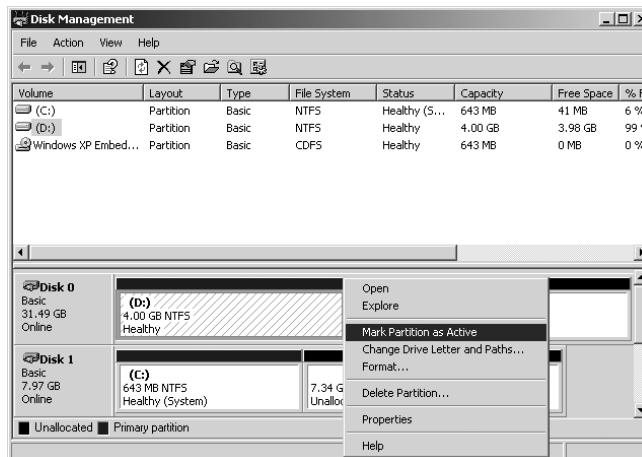 Disk Management
File Action View Help
Volume Layout Type File System Status Capacity Free Space % F
(C:) Partition Basic NTFS Healthy (S... 643 MB 41 MB 6 %
(D:) Partition Basic NTFS Healthy 4.00 GB 3.98 GB 99
Windows XP Embed... Partition Basic CDFS Healthy 643 MB 0 MB 0 %
Disk 0
Basic
31.49 GB
Online
(D:)
4.00 GB NTFS
Healthy
Open
Explore
Mark Partition as Active
Change Drive Letter and Paths...
Format...
Delete Partition...
Properties
Help
Disk 1
Basic
7.97 GB
Online
(C:)
643 MB NTFS
Healthy (System)
7.34 G
Unalloc
Unallocated Primary partition